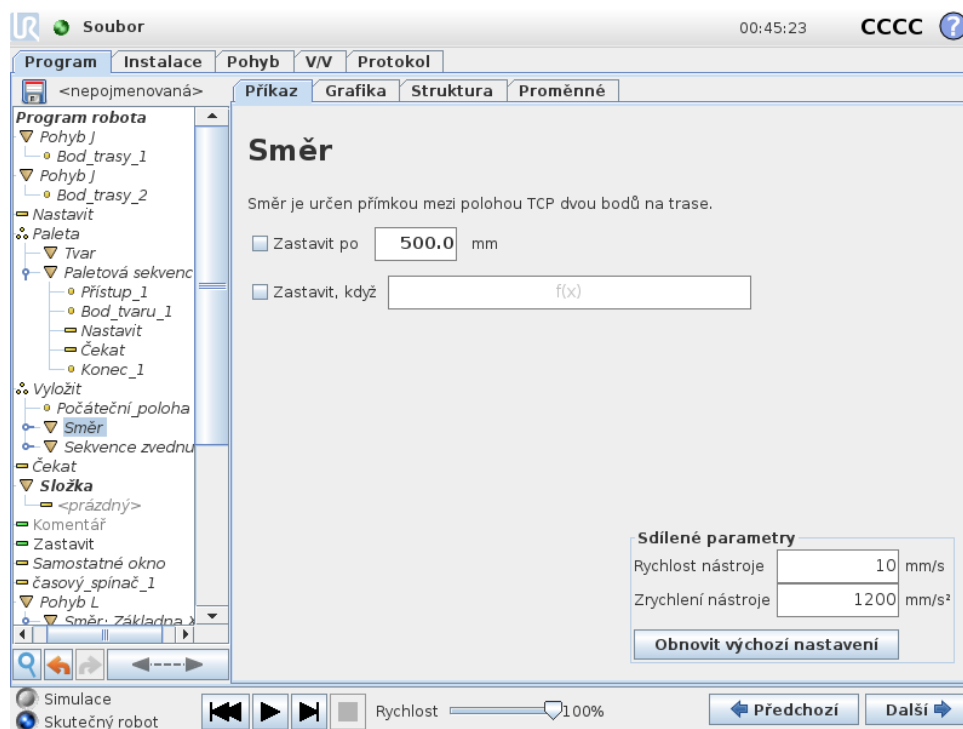 UR Soubor 00:45:23 CCCC ?
Program Instalace Pohyb V/V Protokol
<nepojmenovaná> Příkaz Grafika Struktura Proměnné
Program robota
Pohyb J
Bod_trasy_1
Pohyb J
Bod_trasy_2
Nastavit
Paleta
Tvar
Paletová sekvenc
Přístup_1
Bod_tvaru_1
Nastavit
Čekat
Konec_1
Vyložit
Počáteční_poloha
Směr
Sekvence zvednu
Čekat
Složka
<prázdný>
Komentář
Zastavit
Samostatné okno
časový_spínač_1
Pohyb L
Směr: Základna X
Směr
Směr je určen přímkou mezi polohou TCP dvou bodů na trase.
Zastavit po 500.0 mm
Zastavit, když f(x)
Sdílené parametry
Rychlost nástroje 10 mm/s
Zrychlení nástroje 1200 mm/s²
Obnovit výchozí nastavení
Simulace
Skutečný robot
Rychlost 100%
Předchozí Další